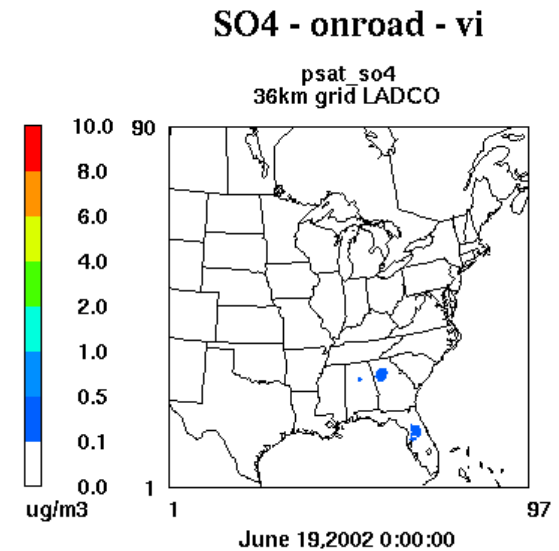 SO4 - onroad - vi
psat_so4
36km grid LADCO
10.0
8.0
6.0
4.0
2.0
1.0
0.5
0.1
0.0
ug/m3
90
1
1
97
June 19,2002 0:00:00